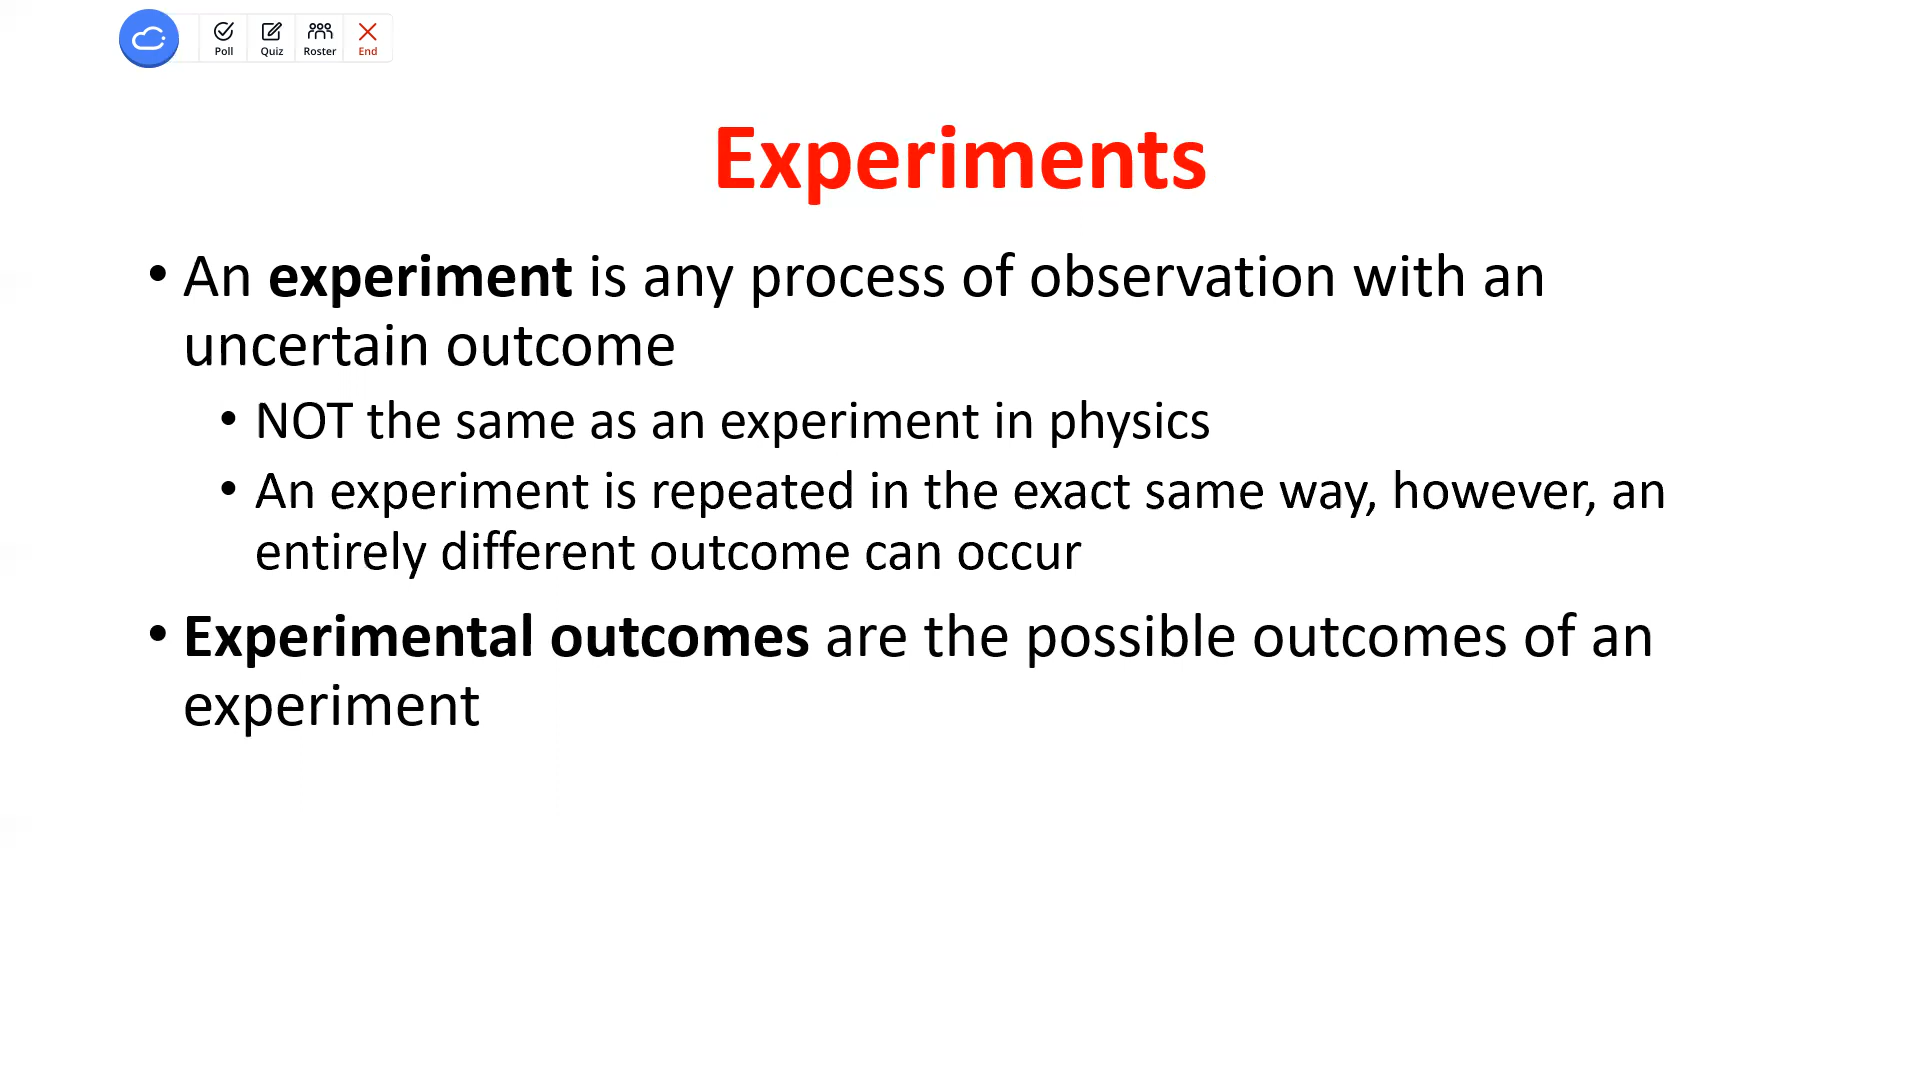 Poll Quiz Roster End
Experiments
• An experiment is any process of observation with an
uncertain outcome
• NOT the same as an experiment in physics
• An experiment is repeated in the exact same way, however, an
entirely different outcome can occur
• Experimental outcomes are the possible outcomes of an
experiment